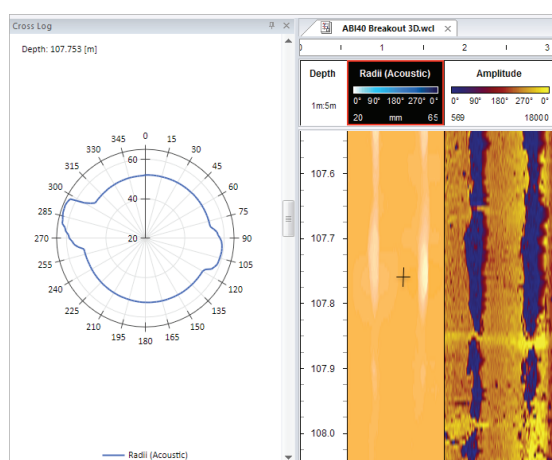 Cross Log
Depth: 107.753 [m]
345 0 15
330 30
315 45
300 60
285 75
270 90
255 105
240 120
225 135
210 150
195 180 165
60
40
20
Radii (Acoustic)
ABI40 Breakout 3D.wcl
0 1 2 3
Depth Radii (Acoustic) Amplitude
0° 90° 180° 270° 0° 0° 90° 180° 270° 0°
1m:5m
20 mm 65 569 18000
107.6
107.7
107.8
107.9
108.0